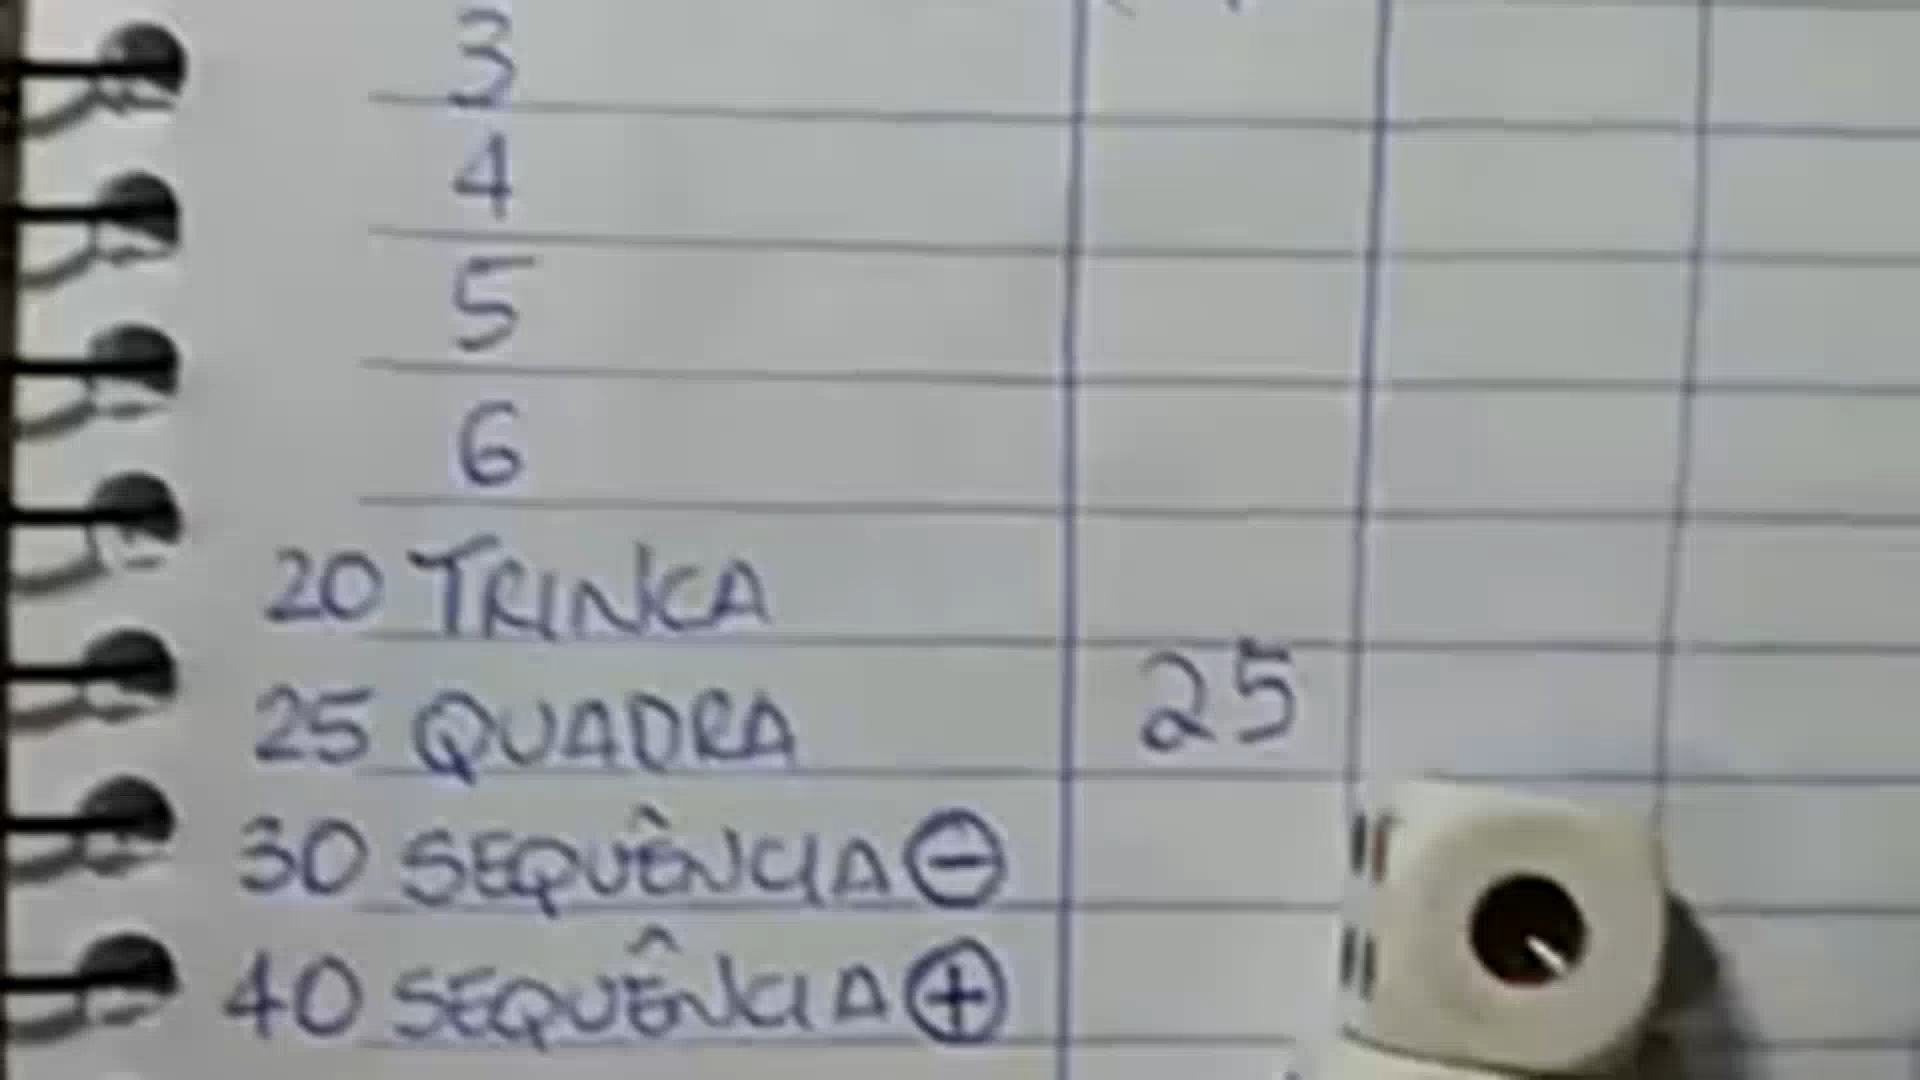 3
4
5
6
20 TRINCA
25 QUADRA 25
30 SEQUÊNCIA ⊖
40 SEQUÊNCIA ⊕